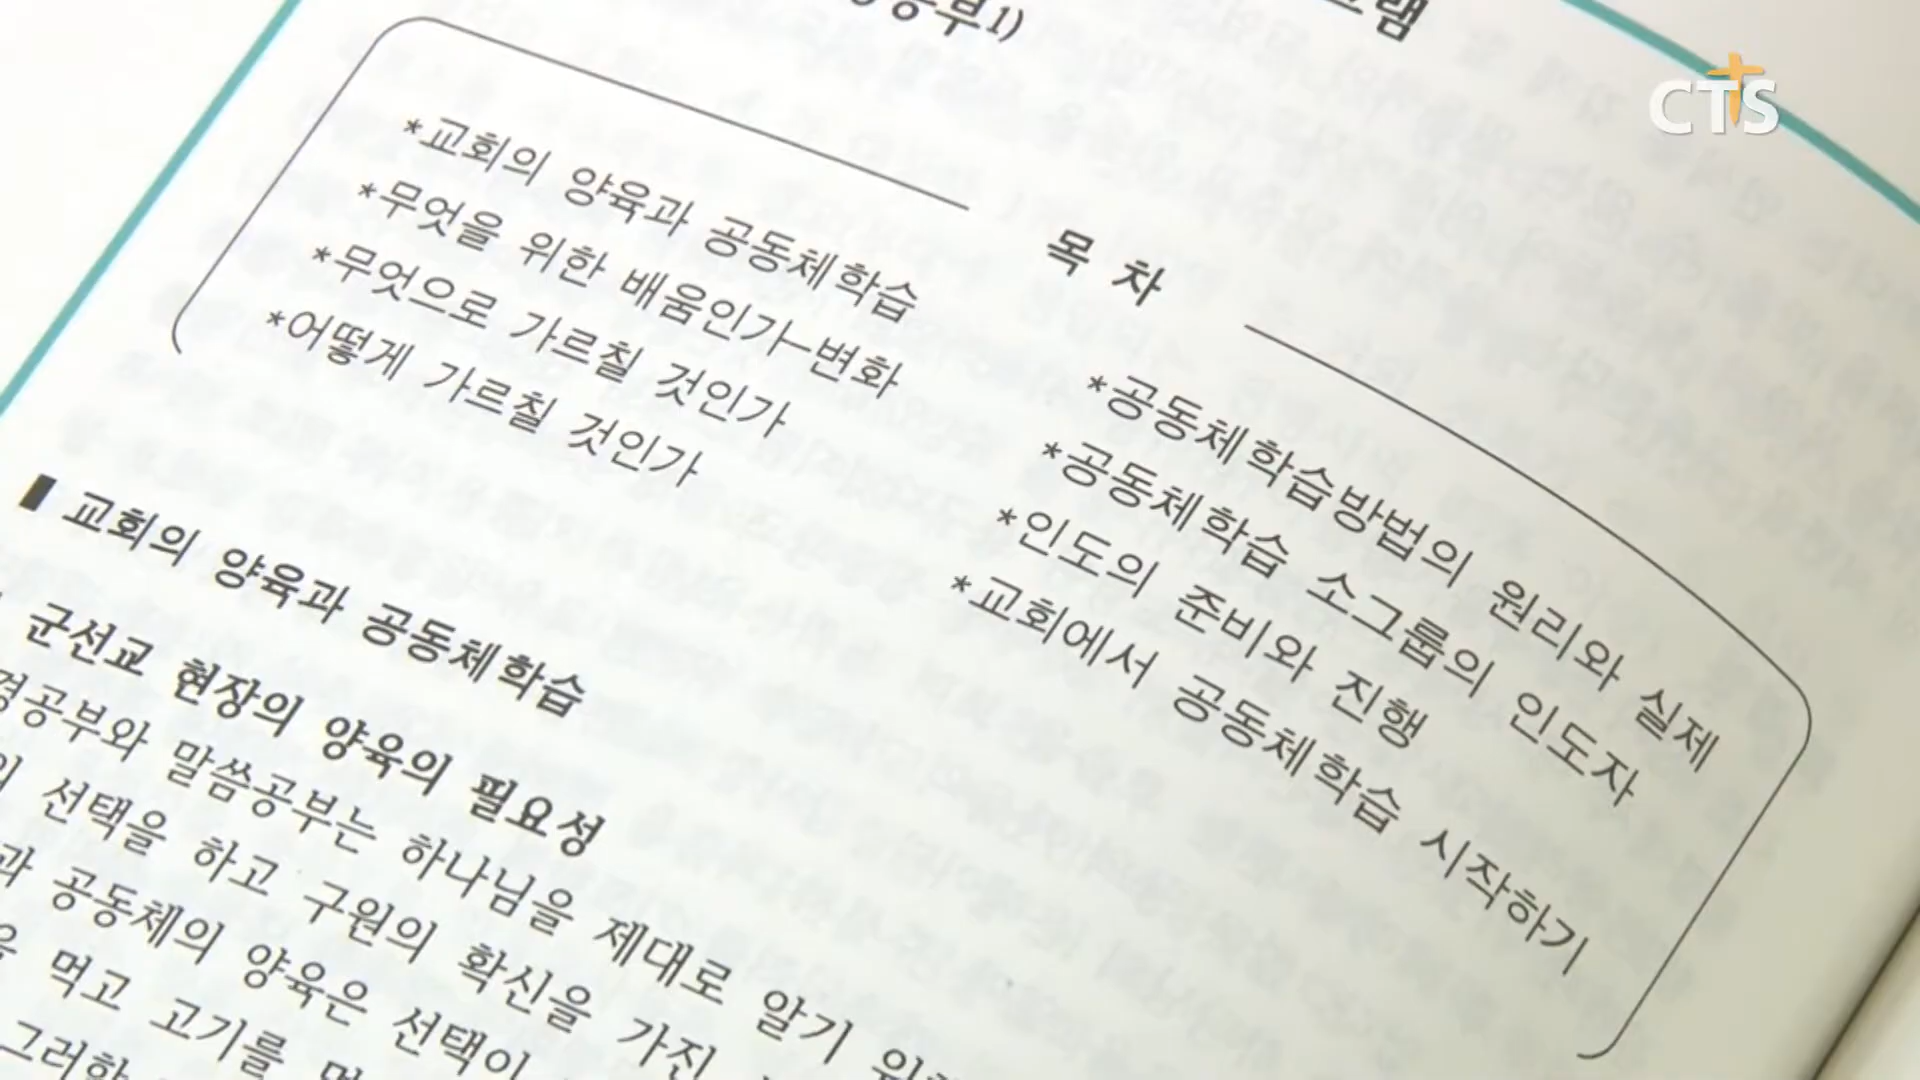 CTS
목 차
*교회의 양육과 공동체학습
*무엇을 위한 배움인가-변화
*무엇으로 가르칠 것인가
*어떻게 가르칠 것인가
*공동체학습방법의 원리와 실제
*공동체학습 소그룹의 인도자
*인도의 준비와 진행
*교회에서 공동체학습 시작하기
교회의 양육과 공동체학습
군선교 현장의 양육의 필요성
말씀공부는 하나님을 제대로 알기
선택을 하고 구원의 확신을 가진
공동체의 양육은 선택이
먹고 고기를